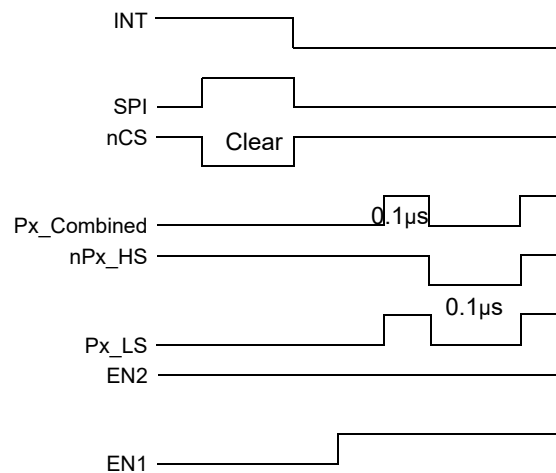 INT
SPI
nCS
Clear
Px_Combined
0.1µs
nPx_HS
0.1µs
Px_LS
EN2
EN1